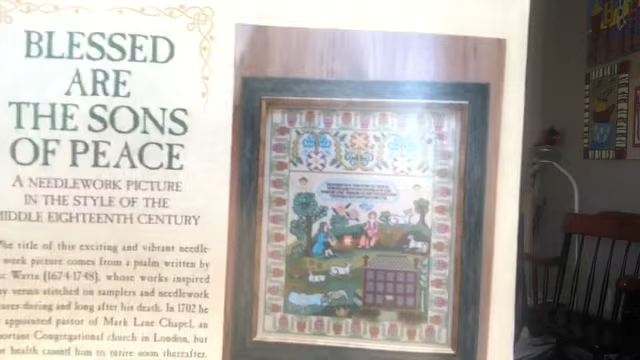 BLESSED
ARE
THE SONS
OF PEACE
A NEEDLEWORK PICTURE
IN THE STYLE OF THE
MIDDLE EIGHTEENTH CENTURY
The title of this exciting and vibrant needle-
work picture comes from a psalm written by
Watts (1674-1748), whose works inspired
verses stitched on samplers and needlework
during and long after his death. In 1702 he
appointed pastor of Mark Lane Chapel, an
Congregational church in London, but
health caused him to retire soon thereafter.